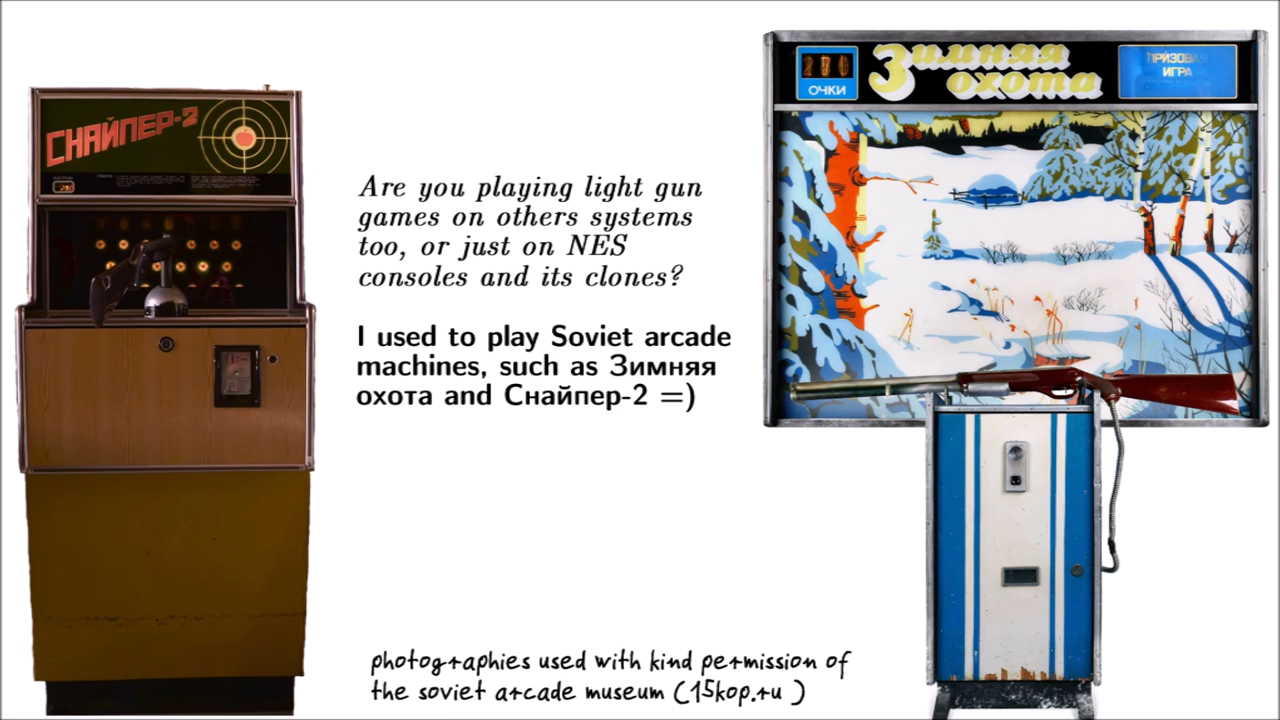 СНАЙПЕР-2
Are you playing light gun
games on others systems
too, or just on NES
consoles and its clones?
I used to play Soviet arcade
machines, such as Зимняя
охота and Снайпер-2 =)
Зимняя
охота
ОЧКИ
ПРИЗОВАЯ
ИГРА
photographies used with kind permission of
the soviet arcade museum (15kop.ru )